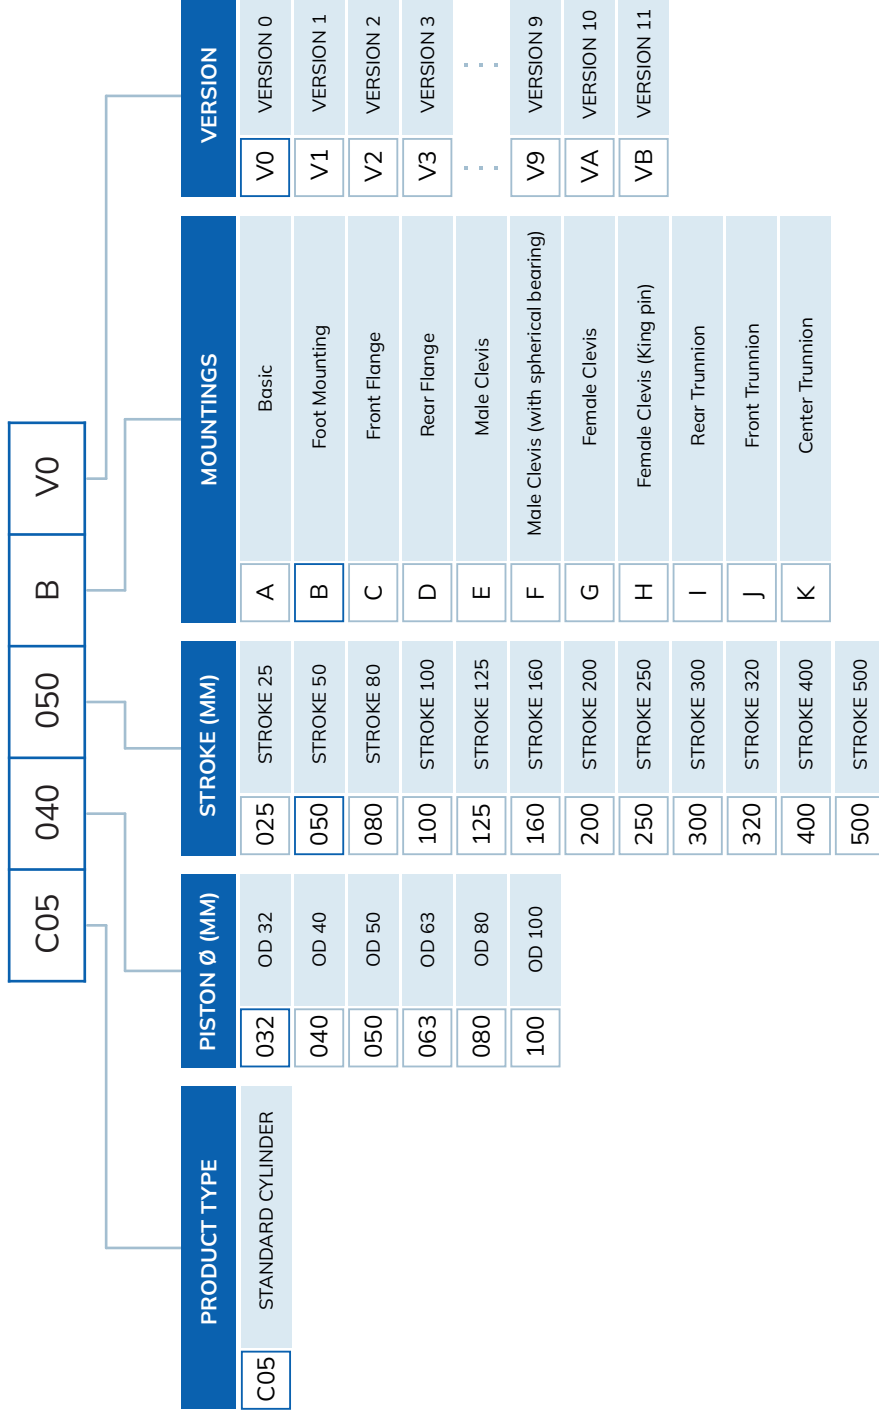 C05 040 050 B V0
PRODUCT TYPE
C05 STANDARD CYLINDER
PISTON Ø (MM)
032 OD 32
040 OD 40
050 OD 50
063 OD 63
080 OD 80
100 OD 100
STROKE (MM)
025 STROKE 25
050 STROKE 50
080 STROKE 80
100 STROKE 100
125 STROKE 125
160 STROKE 160
200 STROKE 200
250 STROKE 250
300 STROKE 300
320 STROKE 320
400 STROKE 400
500 STROKE 500
MOUNTINGS
A Basic
B Foot Mounting
C Front Flange
D Rear Flange
E Male Clevis
F Male Clevis (with spherical bearing)
G Female Clevis
H Female Clevis (King pin)
I Rear Trunnion
J Front Trunnion
K Center Trunnion
VERSION
V0 VERSION 0
V1 VERSION 1
V2 VERSION 2
V3 VERSION 3
... ...
V9 VERSION 9
VA VERSION 10
VB VERSION 11